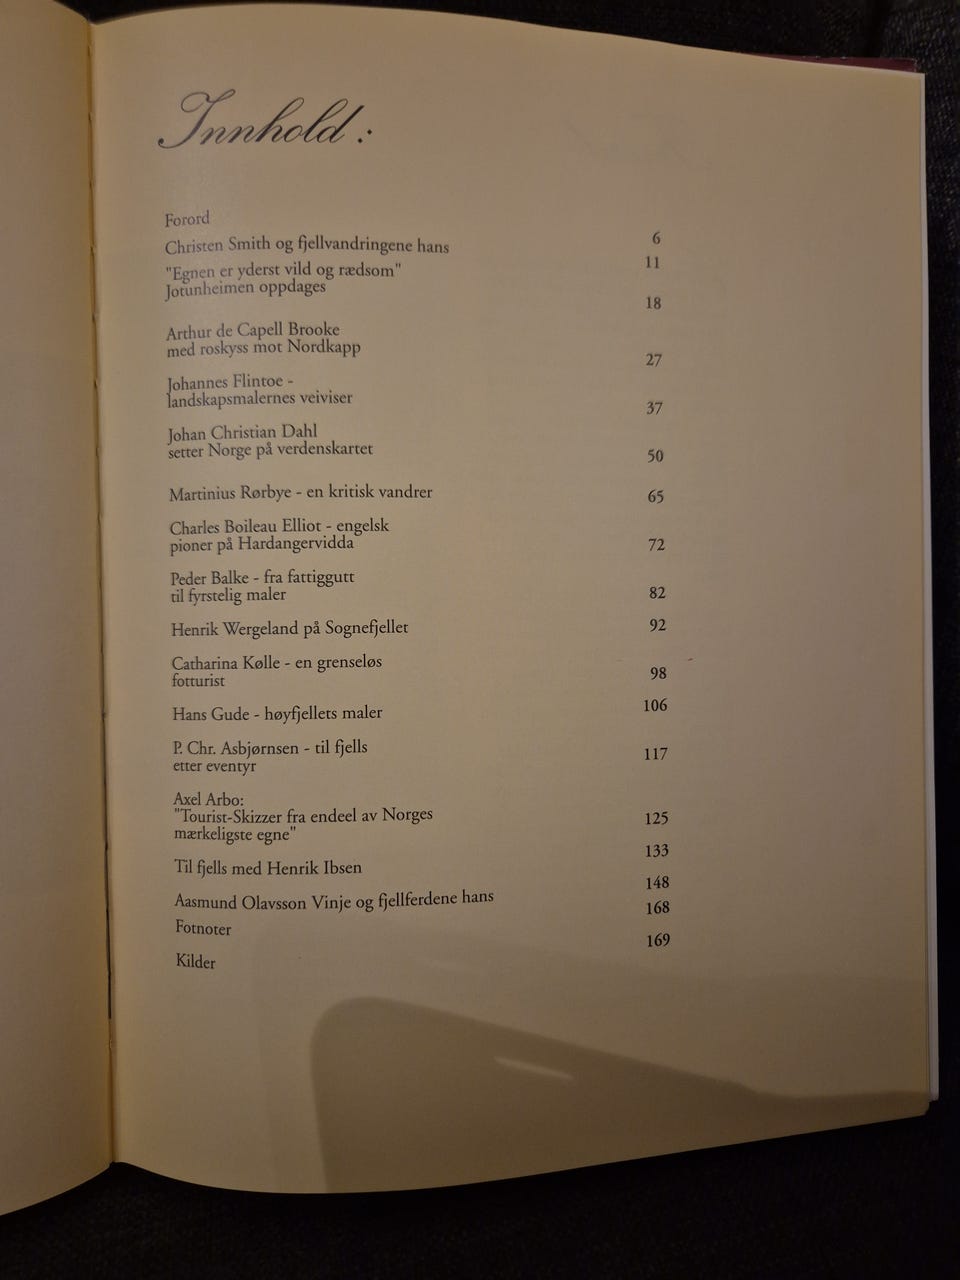 Innhold :
Forord 6
Christen Smith og fjellvandringene hans 11
"Egnen er yderst vild og rædsom"
Jotunheimen oppdages 18
Arthur de Capell Brooke
med roskyss mot Nordkapp 27
Johannes Flintoe -
landskapsmalernes veiviser 37
Johan Christian Dahl
setter Norge på verdenskartet 50
Martinius Rørbye - en kritisk vandrer 65
Charles Boileau Elliot - engelsk
pioner på Hardangervidda 72
Peder Balke - fra fattiggutt
til fyrstelig maler 82
Henrik Wergeland på Sognefjellet 92
Catharina Kølle - en grenseløs
fotturist 98
Hans Gude - høyfjellets maler 106
P. Chr. Asbjørnsen - til fjells
etter eventyr 117
Axel Arbo:
"Tourist-Skizzer fra endeel av Norges
mærkeligste egne" 125
Til fjells med Henrik Ibsen 133
Aasmund Olavsson Vinje og fjellferdene hans 148
Fotnoter 168
Kilder 169